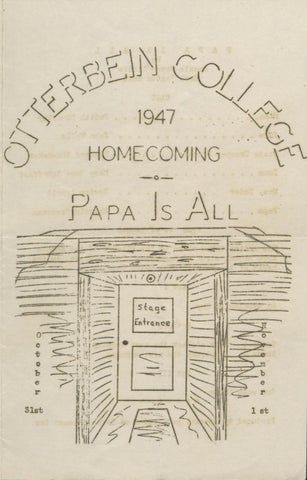 OTTERBEIN COLLEGE
1947
HOMECOMING
PAPA IS ALL
Stage
Entrance
October
31st
November
1st